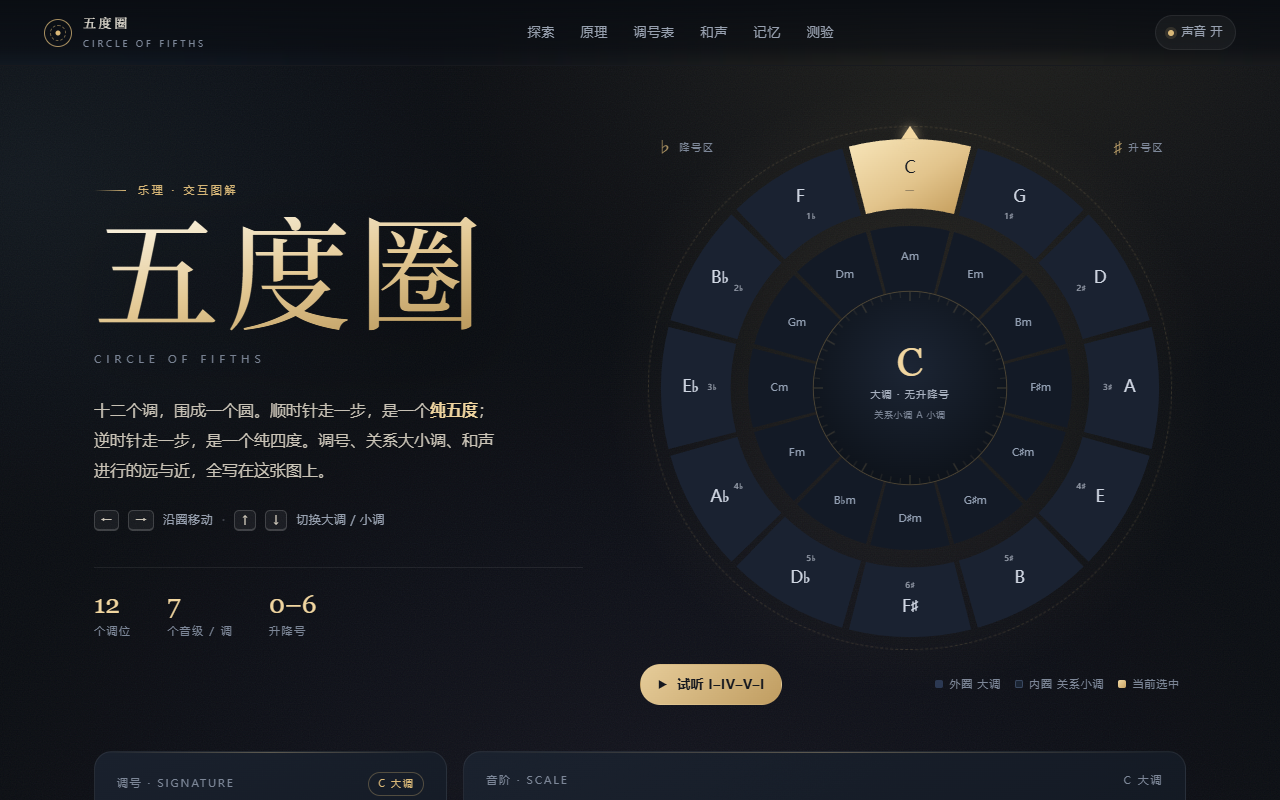 五度圈
CIRCLE OF FIFTHS
探索 原理 调号表 和声 记忆 测验
声音 开
乐理 · 交互图解
五度圈
CIRCLE OF FIFTHS
十二个调，围成一个圆。顺时针走一步，是一个纯五度；
逆时针走一步，是一个纯四度。调号、关系大小调、和声
进行的远与近，全写在这张图上。
← → 沿圈移动 · ↑ ↓ 切换大调 / 小调
12
个调位
7
个音级 / 调
0–6
升降号
♭ 降号区
♯ 升号区
C
—
G
1♯
D
2♯
A
3♯
E
4♯
B
5♯
F♯
6♯
D♭
5♭
A♭
4♭
E♭
3♭
B♭
2♭
F
1♭
Am
Em
Bm
F♯m
C♯m
G♯m
D♯m
B♭m
Fm
Cm
Gm
Dm
C
大调 · 无升降号
关系小调 A 小调
▶ 试听 I–IV–V–I
外圈 大调 内圈 关系小调 当前选中
调号 · SIGNATURE
C 大调
音阶 · SCALE
C 大调